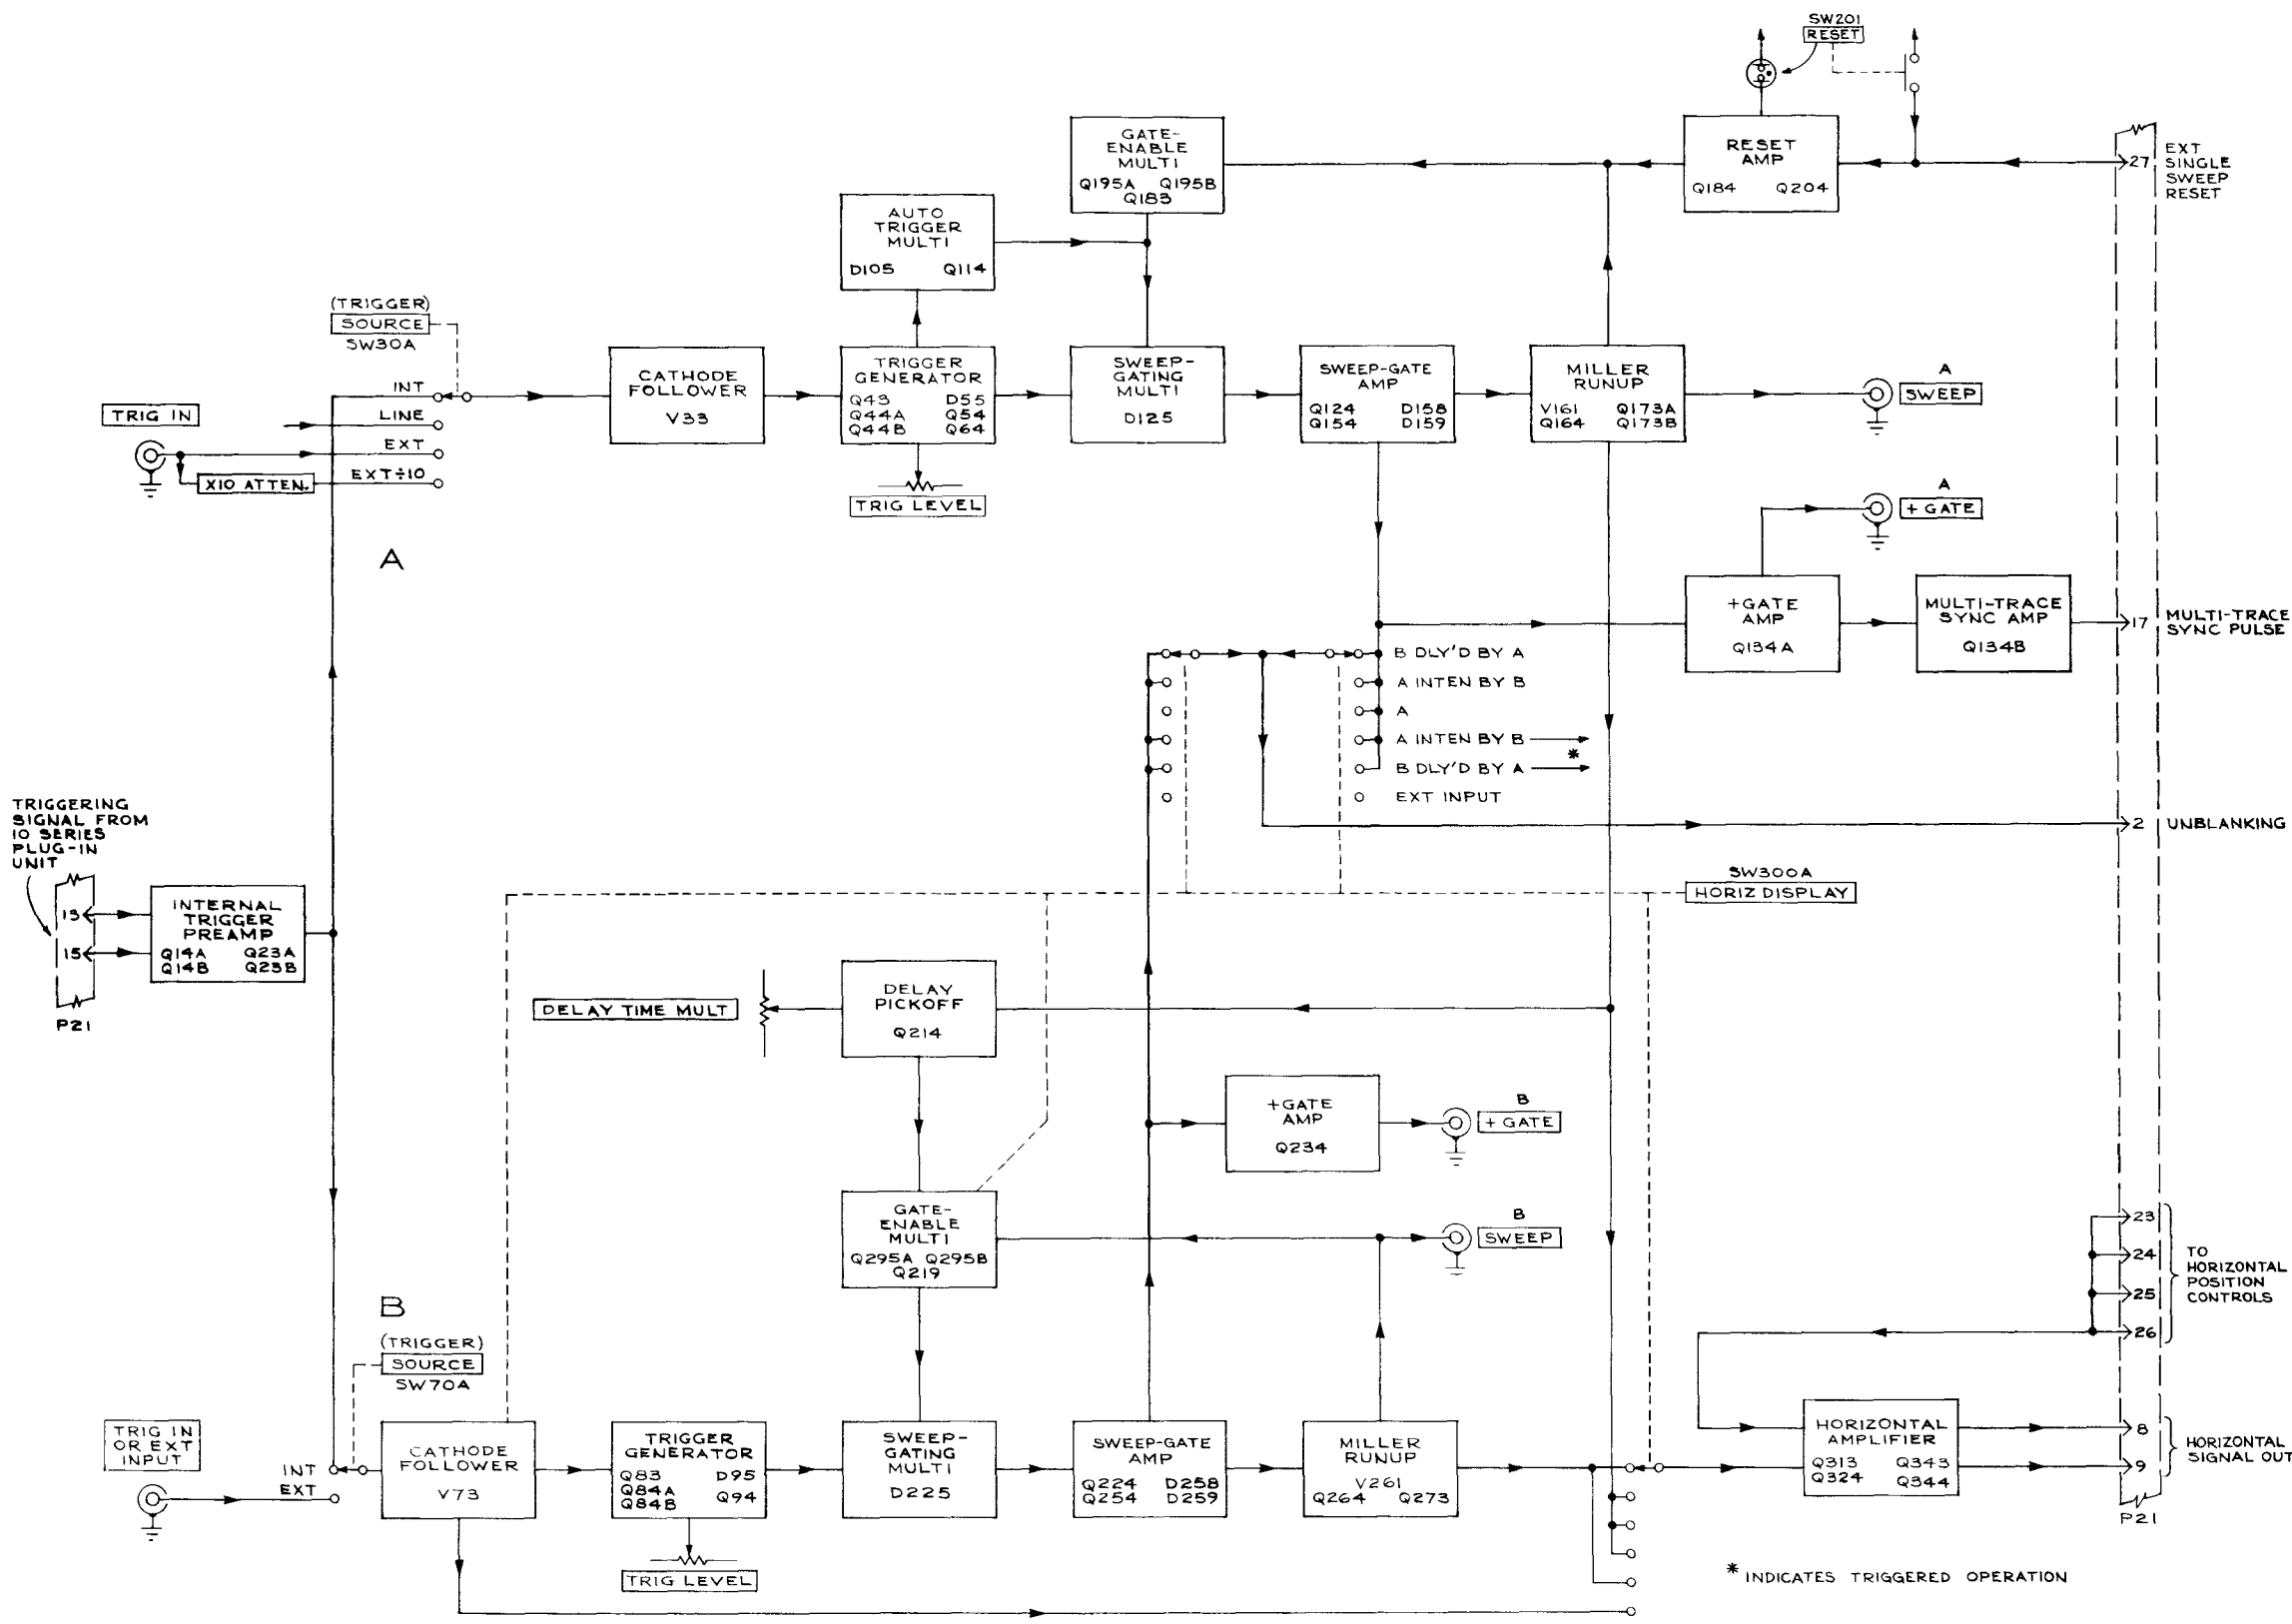 SW201
RESET
GATE-
ENABLE
MULTI
Q195A Q195B
Q183
RESET
AMP
Q184 Q204
27
EXT
SINGLE
SWEEP
RESET
AUTO
TRIGGER
MULTI
D105 Q114
(TRIGGER)
SOURCE
SW30A
INT
LINE
EXT
EXT÷10
TRIG IN
X10 ATTEN.
CATHODE
FOLLOWER
V33
TRIGGER
GENERATOR
Q43 D55
Q44A Q54
Q44B Q64
TRIG LEVEL
SWEEP-
GATING
MULTI
D125
SWEEP-GATE
AMP
Q124 D158
Q154 D159
MILLER
RUNUP
V161 Q173A
Q164 Q173B
A
SWEEP
A
+ GATE
A
+GATE
AMP
Q134A
MULTI-TRACE
SYNC AMP
Q134B
17
MULTI-TRACE
SYNC PULSE
B DLY'D BY A
A INTEN BY B
A
A INTEN BY B
*
B DLY'D BY A
EXT INPUT
2
UNBLANKING
TRIGGERING
SIGNAL FROM
10 SERIES
PLUG-IN
UNIT
13
15
P21
INTERNAL
TRIGGER
PREAMP
Q14A Q23A
Q14B Q23B
SW300A
HORIZ DISPLAY
DELAY TIME MULT
DELAY
PICKOFF
Q214
+GATE
AMP
Q234
B
+ GATE
GATE-
ENABLE
MULTI
Q295A Q295B
Q219
B
SWEEP
23
24
25
26
TO
HORIZONTAL
POSITION
CONTROLS
B
(TRIGGER)
SOURCE
SW70A
TRIG IN
OR EXT
INPUT
INT
EXT
CATHODE
FOLLOWER
V73
TRIGGER
GENERATOR
Q83 D95
Q84A
Q84B Q94
TRIG LEVEL
SWEEP-
GATING
MULTI
D225
SWEEP-GATE
AMP
Q224 D258
Q254 D259
MILLER
RUNUP
V261
Q264 Q273
HORIZONTAL
AMPLIFIER
Q313 Q343
Q324 Q344
8
9
HORIZONTAL
SIGNAL OUT
P21
* INDICATES TRIGGERED OPERATION